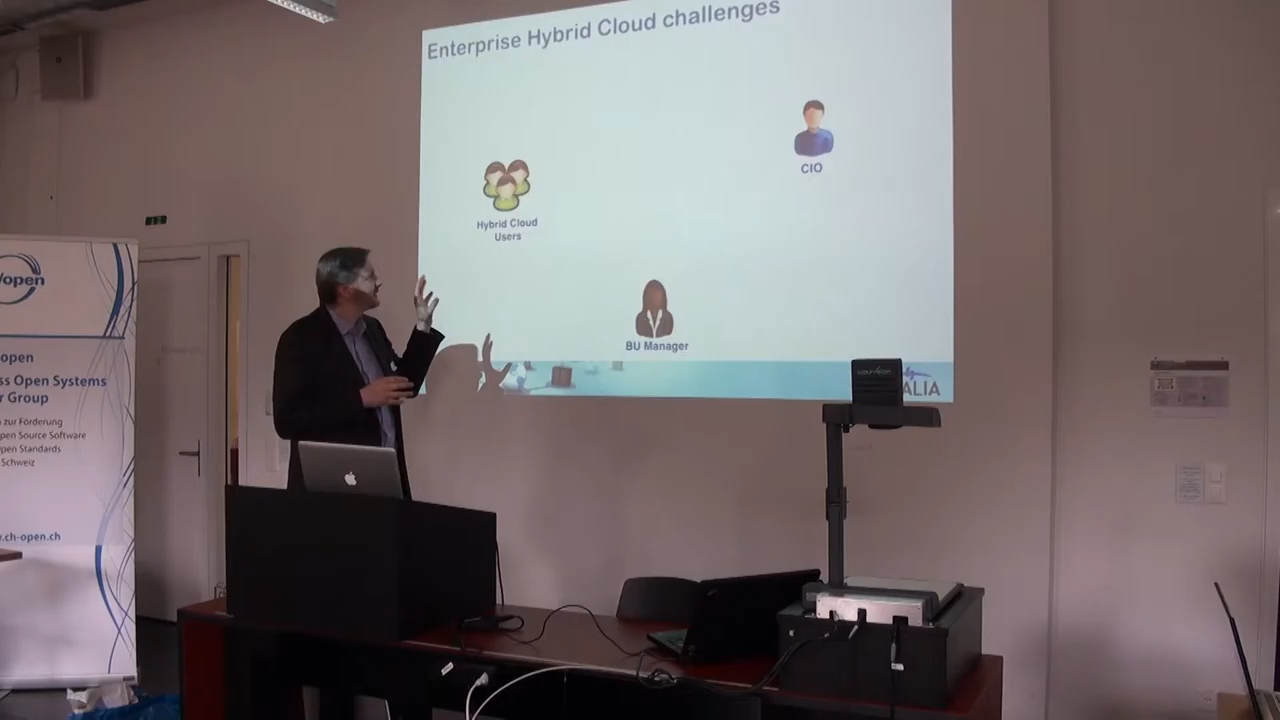 Enterprise Hybrid Cloud challenges
CIO
Hybrid Cloud
Users
BU Manager
ALIA
/open
open
ss Open Systems
r Group
zur Förderung
pen Source Software
pen Standards
Schweiz
.ch-open.ch